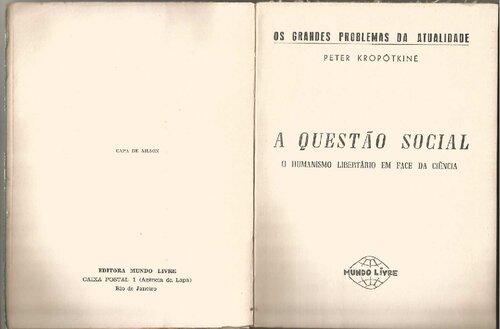 CAPA DE AILSON
EDITORA MUNDO LIVRE
CAIXA POSTAL 1 (Agência da Lapa)
Rio de Janeiro
OS GRANDES PROBLEMAS DA ATUALIDADE
PETER KROPÓTKINE
A QUESTÃO SOCIAL
O HUMANISMO LIBERTÁRIO EM FACE DA CIÊNCIA
MUNDO LIVRE